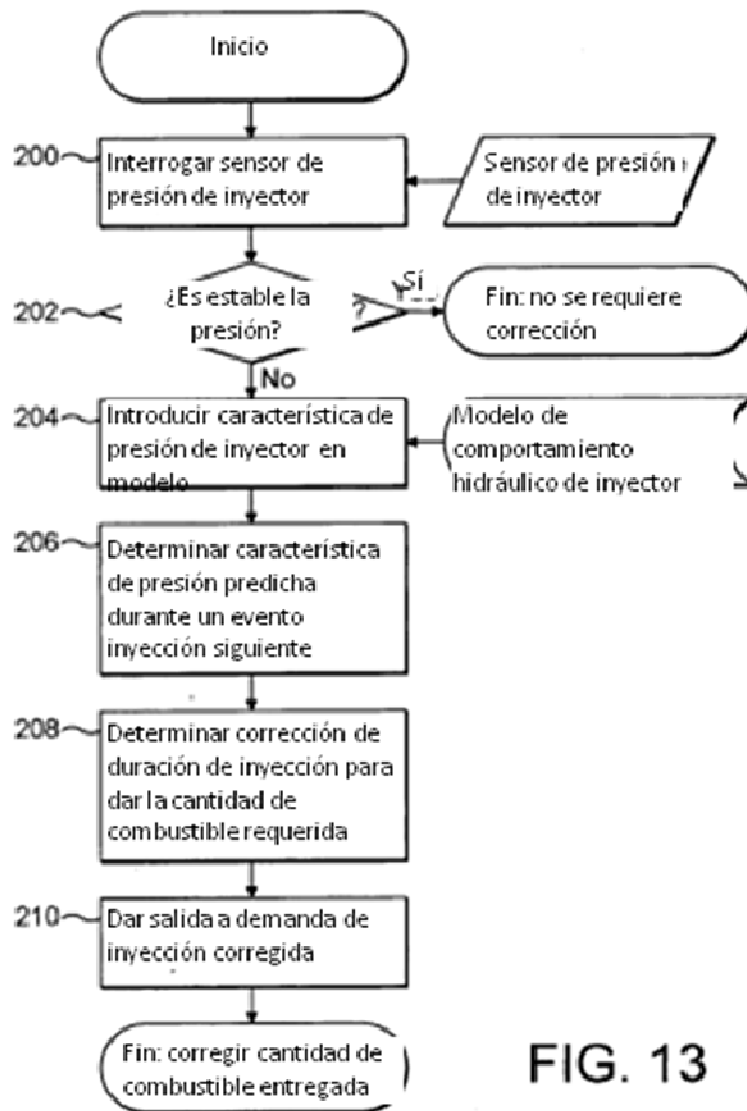 Inicio
200
Interrogar sensor de
presión de inyector
Sensor de presión
de inyector
202
¿Es estable la
presión?
?
Sí
Fin: no se requiere
corrección
No
204
Introducir característica de
presión de inyector en
modelo
Modelo de
comportamiento
hidráulico de inyector
206
Determinar característica
de presión predicha
durante un evento
inyección siguiente
208
Determinar corrección de
duración de inyección para
dar la cantidad de
combustible requerida
210
Dar salida a demanda de
inyección corregida
Fin: corregir cantidad de
combustible entregada
FIG. 13